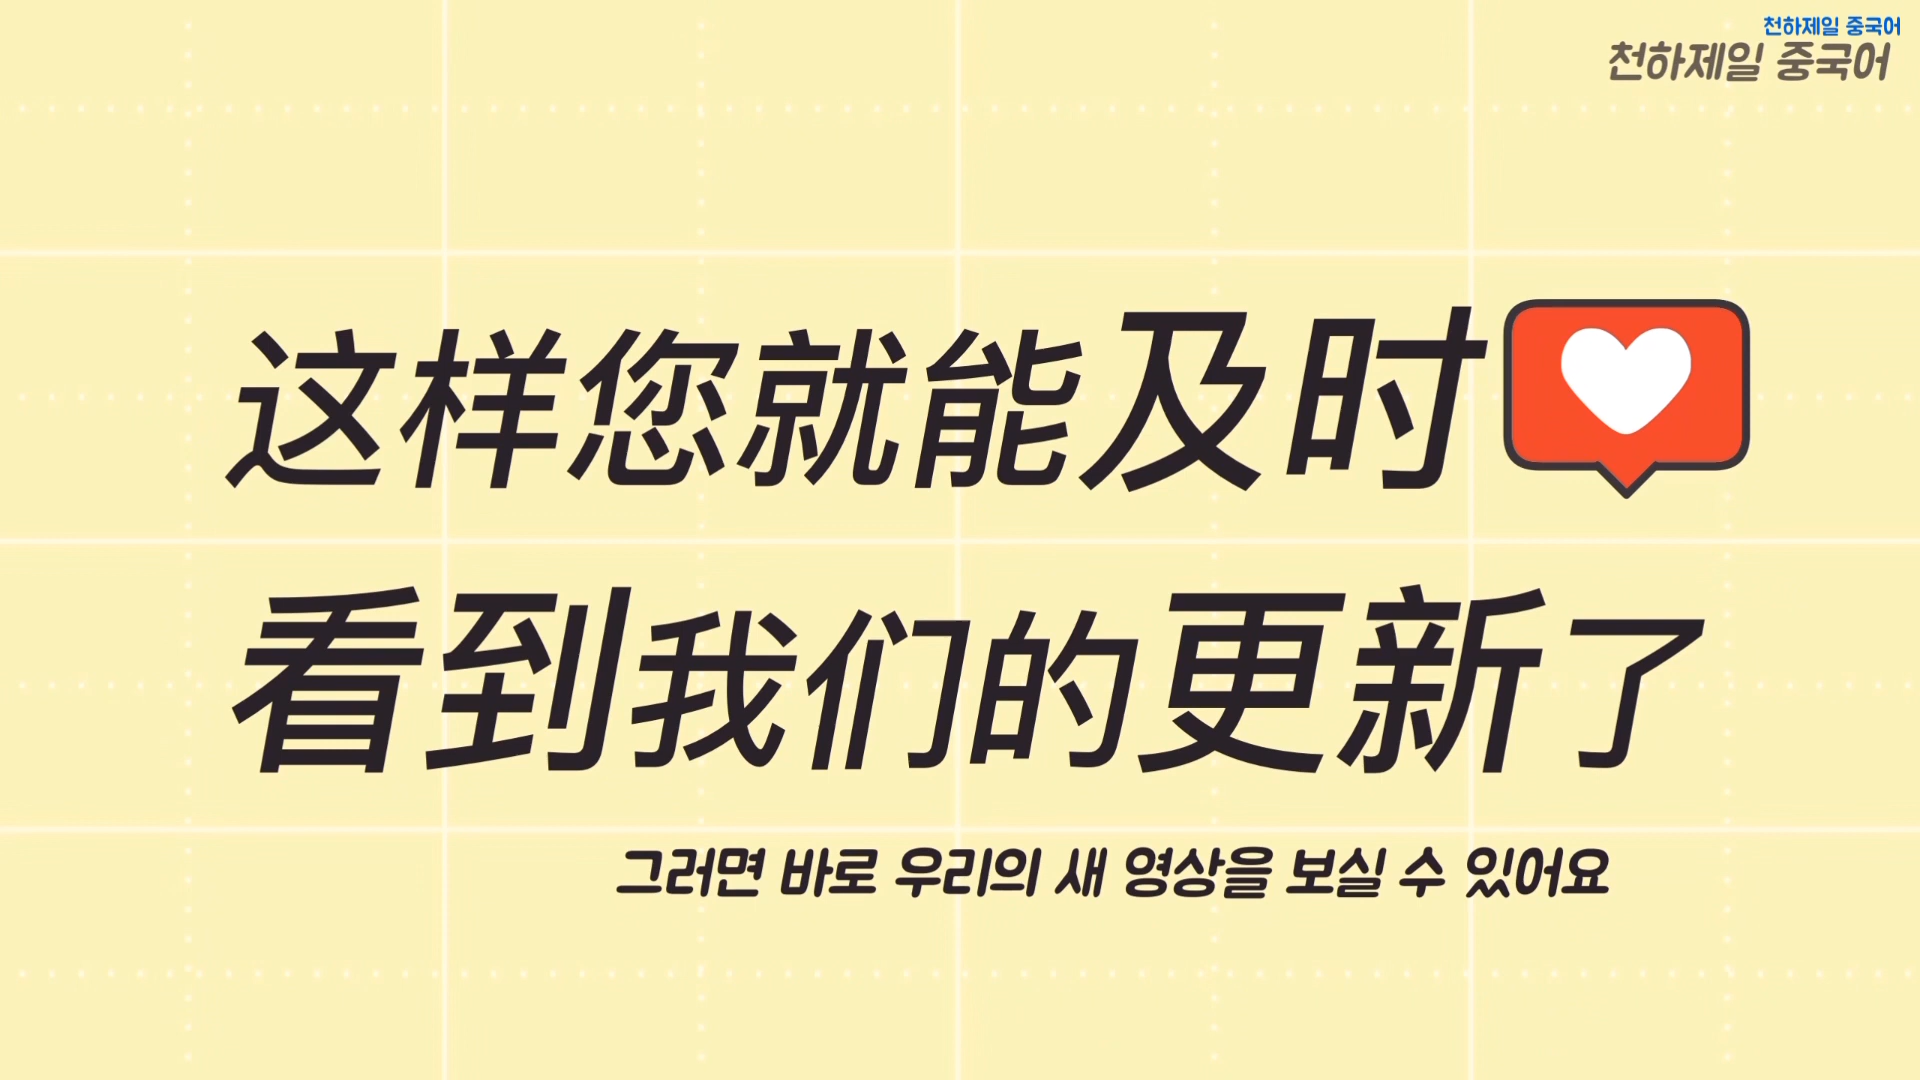 천하제일 중국어
천하제일 중국어
这样您就能及时
看到我们的更新了
그러면 바로 우리의 새 영상을 보실 수 있어요